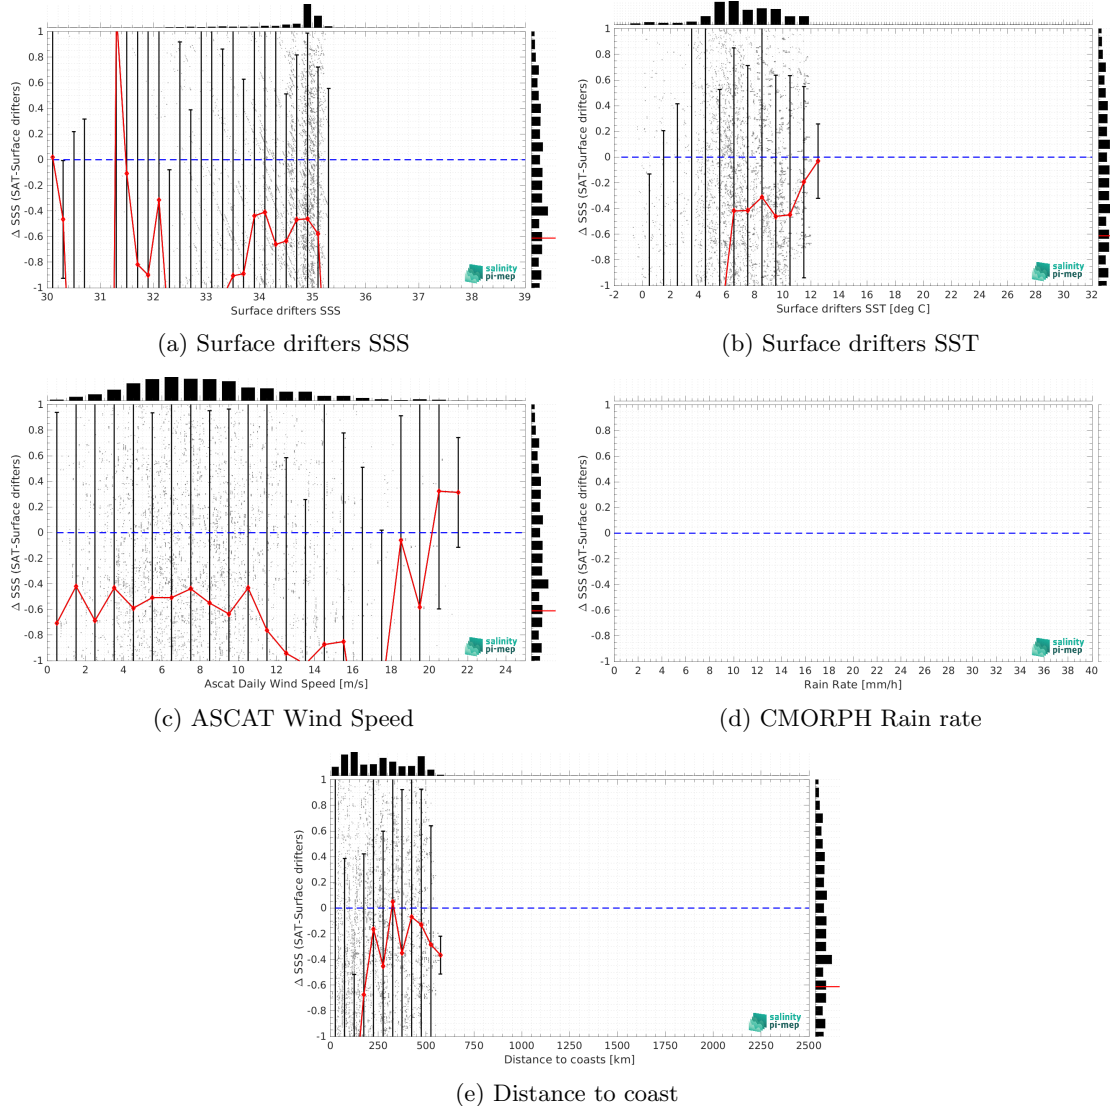 1
0.8
0.6
0.4
0.2
0
-0.2
-0.4
-0.6
-0.8
-1
Δ SSS (SAT-Surface drifters)
30 31 32 33 34 35 36 37 38 39
Surface drifters SSS
salinity
pi-mep
(a) Surface drifters SSS
1
0.8
0.6
0.4
0.2
0
-0.2
-0.4
-0.6
-0.8
-1
Δ SSS (SAT-Surface drifters)
-2 0 2 4 6 8 10 12 14 16 18 20 22 24 26 28 30 32
Surface drifters SST [deg C]
salinity
pi-mep
(b) Surface drifters SST
1
0.8
0.6
0.4
0.2
0
-0.2
-0.4
-0.6
-0.8
-1
Δ SSS (SAT-Surface drifters)
0 2 4 6 8 10 12 14 16 18 20 22 24
Ascat Daily Wind Speed [m/s]
salinity
pi-mep
(c) ASCAT Wind Speed
1
0.8
0.6
0.4
0.2
0
-0.2
-0.4
-0.6
-0.8
-1
Δ SSS (SAT-Surface drifters)
0 2 4 6 8 10 12 14 16 18 20 22 24 26 28 30 32 34 36 38 40
Rain Rate [mm/h]
salinity
pi-mep
(d) CMORPH Rain rate
1
0.8
0.6
0.4
0.2
0
-0.2
-0.4
-0.6
-0.8
-1
Δ SSS (SAT-Surface drifters)
0 250 500 750 1000 1250 1500 1750 2000 2250 2500
Distance to coasts [km]
salinity
pi-mep
(e) Distance to coast